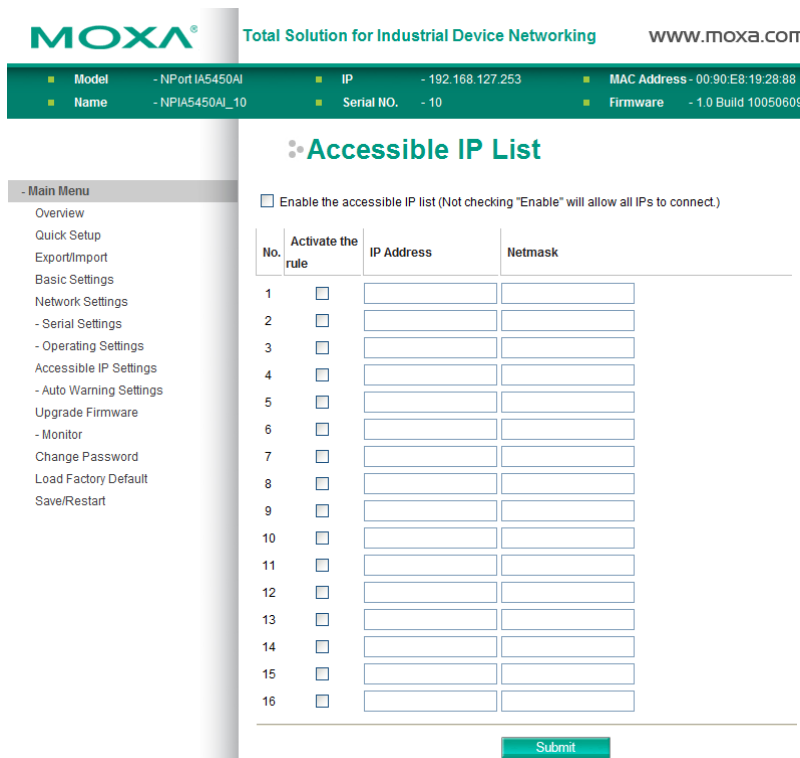 MOXA®
Total Solution for Industrial Device Networking
www.moxa.com
Model - NPort IA5450AI
IP - 192.168.127.253
MAC Address - 00:90:E8:19:28:88
Name - NPIA5450AI_10
Serial NO. - 10
Firmware - 1.0 Build 10050609
- Main Menu
Overview
Quick Setup
Export/Import
Basic Settings
Network Settings
- Serial Settings
- Operating Settings
Accessible IP Settings
- Auto Warning Settings
Upgrade Firmware
- Monitor
Change Password
Load Factory Default
Save/Restart
Accessible IP List
Enable the accessible IP list (Not checking "Enable" will allow all IPs to connect.)
No. Activate the rule IP Address Netmask
1
2
3
4
5
6
7
8
9
10
11
12
13
14
15
16
Submit